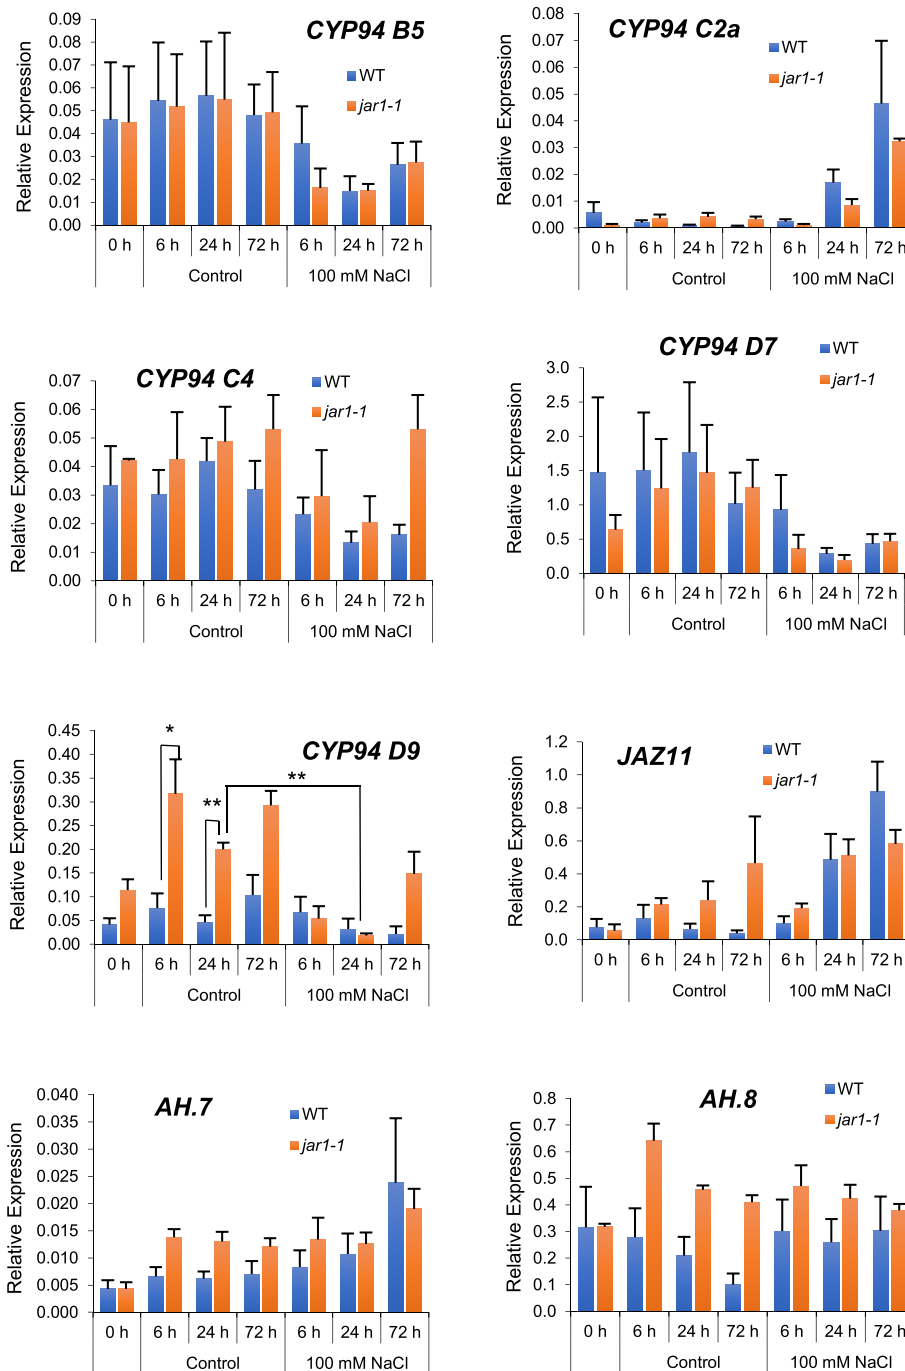 CYP94 B5
Relative Expression
0.09
0.08
0.07
0.06
0.05
0.04
0.03
0.02
0.01
0.00
WT
jar1-1
0 h 6 h 24 h 72 h 6 h 24 h 72 h
Control 100 mM NaCl
CYP94 C2a
Relative Expression
0.08
0.07
0.06
0.05
0.04
0.03
0.02
0.01
0.00
WT
jar1-1
0 h 6 h 24 h 72 h 6 h 24 h 72 h
Control 100 mM NaCl
CYP94 C4
Relative Expression
0.07
0.06
0.05
0.04
0.03
0.02
0.01
0.00
WT
jar1-1
0 h 6 h 24 h 72 h 6 h 24 h 72 h
Control 100 mM NaCl
CYP94 D7
Relative Expression
3.0
2.5
2.0
1.5
1.0
0.5
0.0
WT
jar1-1
0 h 6 h 24 h 72 h 6 h 24 h 72 h
Control 100 mM NaCl
CYP94 D9
Relative Expression
0.45
0.40
0.35
0.30
0.25
0.20
0.15
0.10
0.05
0.00
*
**
**
0 h 6 h 24 h 72 h 6 h 24 h 72 h
Control 100 mM NaCl
JAZ11
Relative Expression
1.2
1.0
0.8
0.6
0.4
0.2
0.0
WT
jar1-1
0 h 6 h 24 h 72 h 6 h 24 h 72 h
Control 100 mM NaCl
AH.7
Relative Expression
0.040
0.035
0.030
0.025
0.020
0.015
0.010
0.005
0.000
WT
jar1-1
0 h 6 h 24 h 72 h 6 h 24 h 72 h
Control 100 mM NaCl
AH.8
Relative Expression
0.8
0.7
0.6
0.5
0.4
0.3
0.2
0.1
0.0
WT
jar1-1
0 h 6 h 24 h 72 h 6 h 24 h 72 h
Control 100 mM NaCl